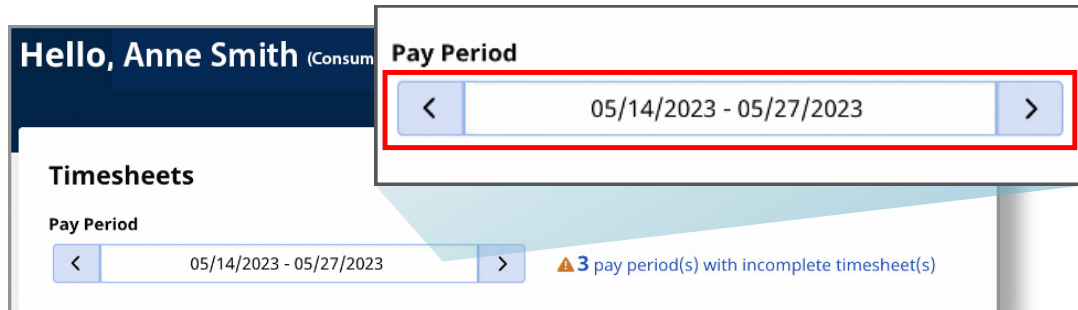 Hello, Anne Smith (Consum
Pay Period
05/14/2023 - 05/27/2023
Timesheets
Pay Period
05/14/2023 - 05/27/2023
3 pay period(s) with incomplete timesheet(s)